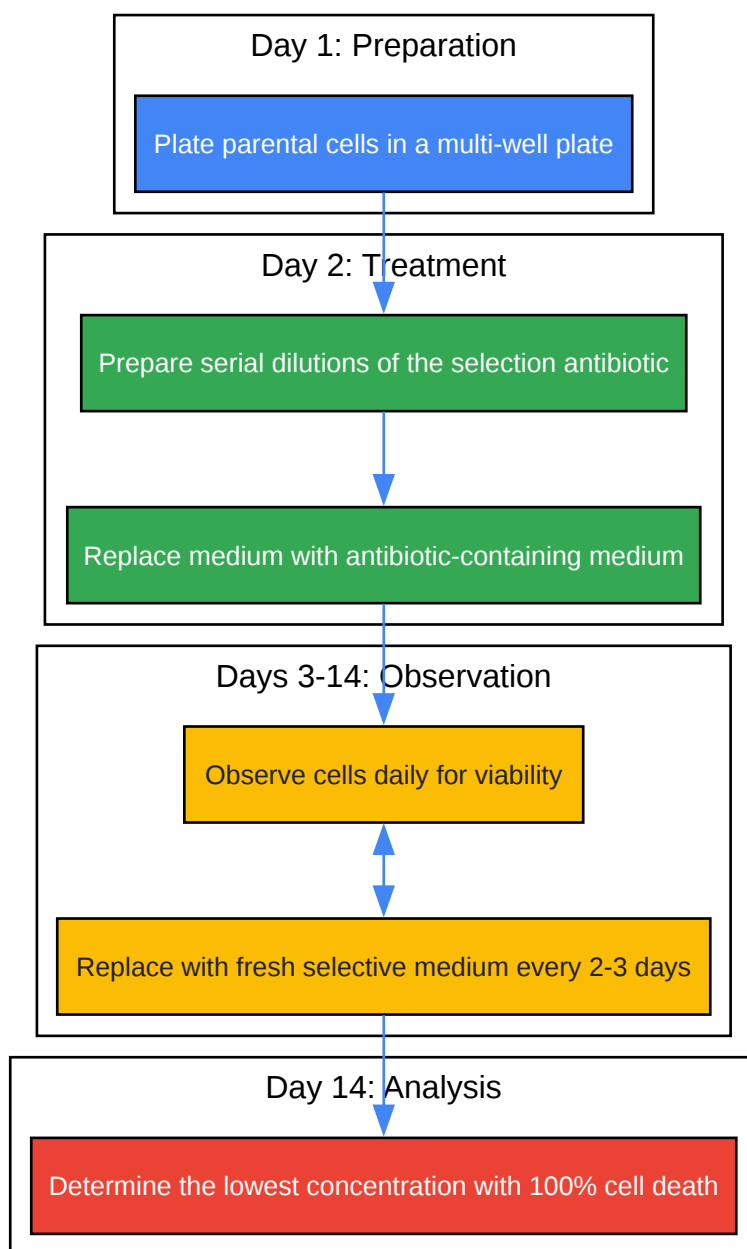 Day 1: Preparation
Plate parental cells in a multi-well plate
Day 2: Treatment
Prepare serial dilutions of the selection antibiotic
Replace medium with antibiotic-containing medium
Days 3-14: Observation
Observe cells daily for viability
Replace with fresh selective medium every 2-3 days
Day 14: Analysis
Determine the lowest concentration with 100% cell death